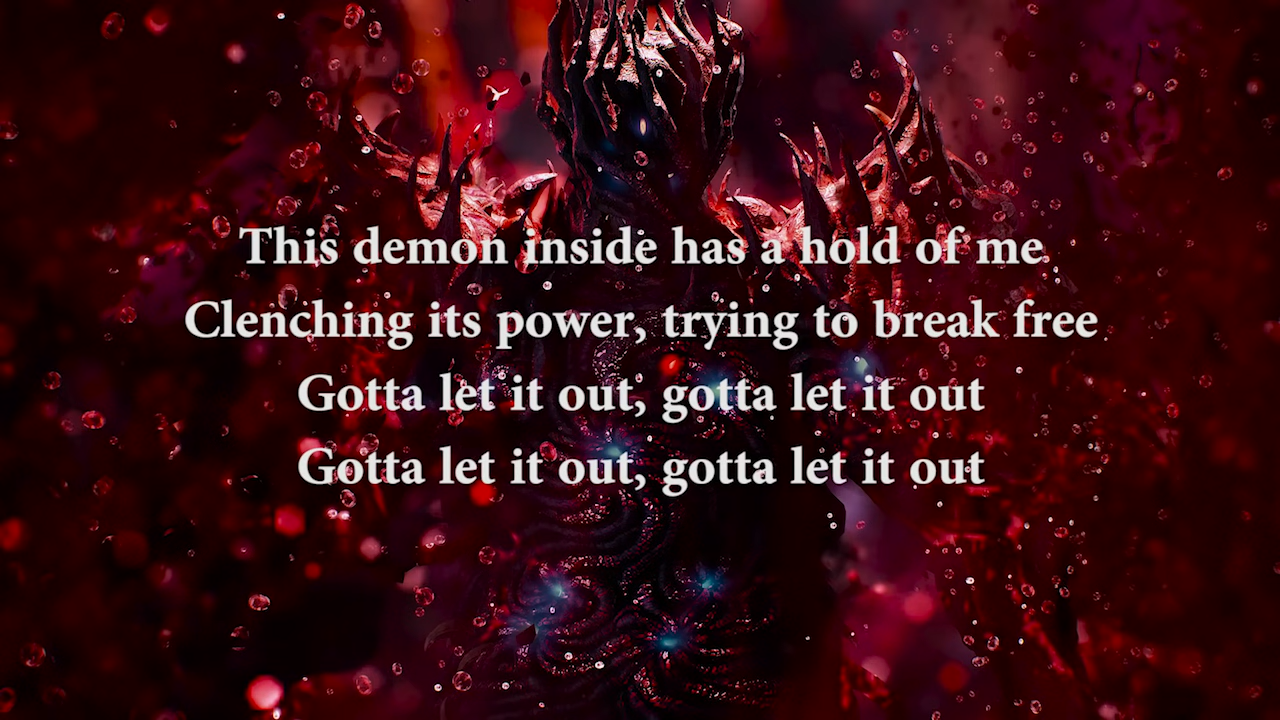 This demon inside has a hold of me
Clenching its power, trying to break free
Gotta let it out, gotta let it out
Gotta let it out, gotta let it out